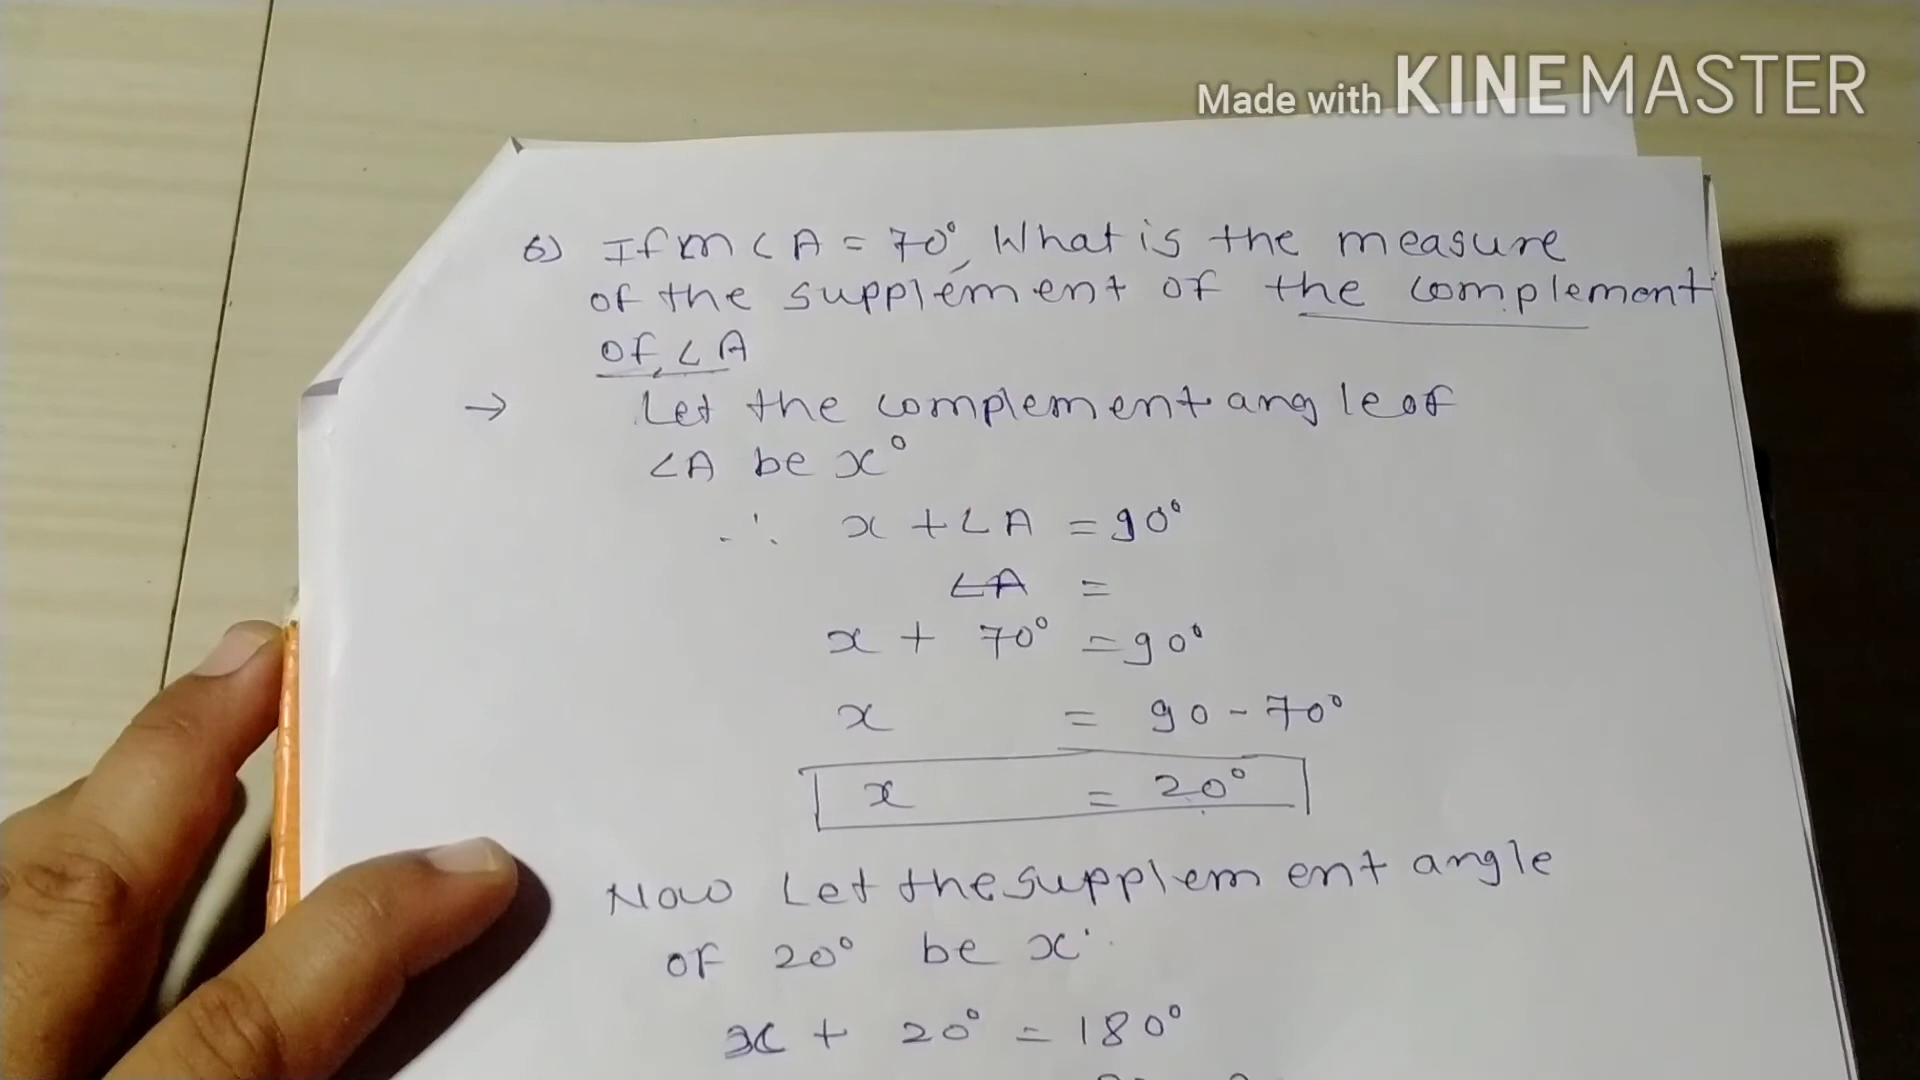 Made with KINEMASTER
6) If m∠A = 70°, What is the measure
of the supplement of the complement
of ∠A
→ Let the complement angle of
∠A be x°
∴ x + ∠A = 90°
∠A =
x + 70° = 90°
x = 90 - 70°
x = 20°
Now Let the supplement angle
of 20° be x°
x + 20° = 180°